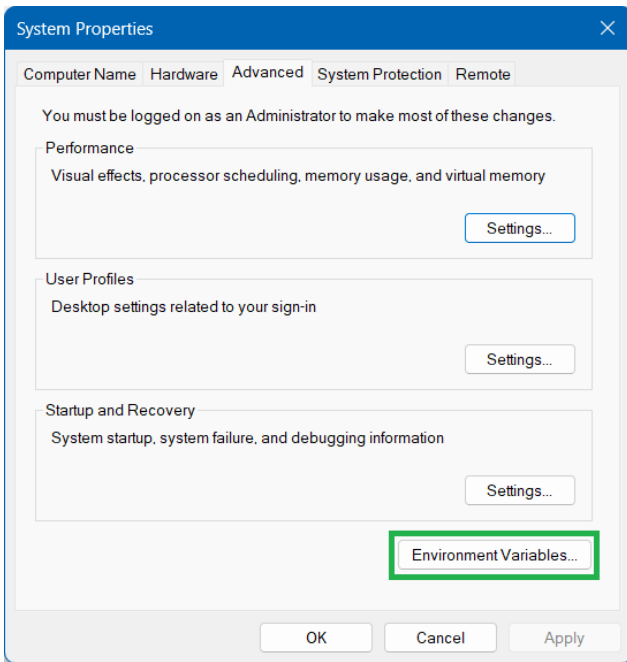 System Properties
Computer Name Hardware Advanced System Protection Remote
You must be logged on as an Administrator to make most of these changes.
Performance
Visual effects, processor scheduling, memory usage, and virtual memory
Settings...
User Profiles
Desktop settings related to your sign-in
Settings...
Startup and Recovery
System startup, system failure, and debugging information
Settings...
Environment Variables...
OK Cancel Apply